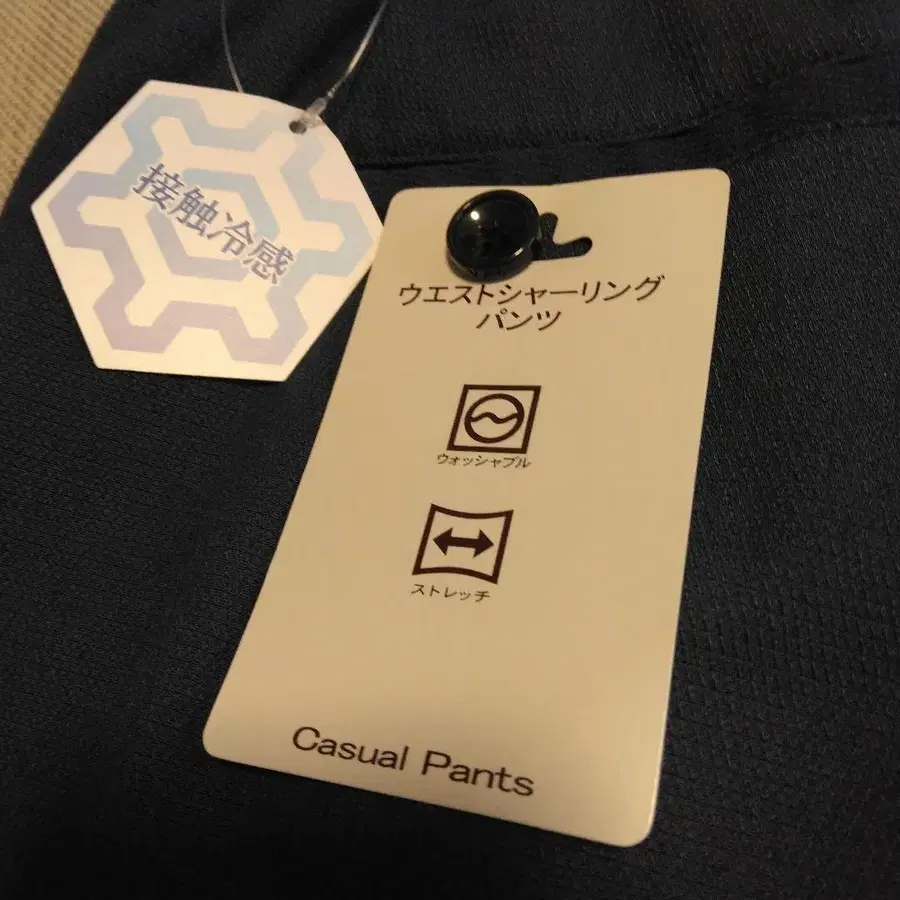 接触冷感
ウエストシャーリング
パンツ
ウォッシャブル
ストレッチ
Casual Pants